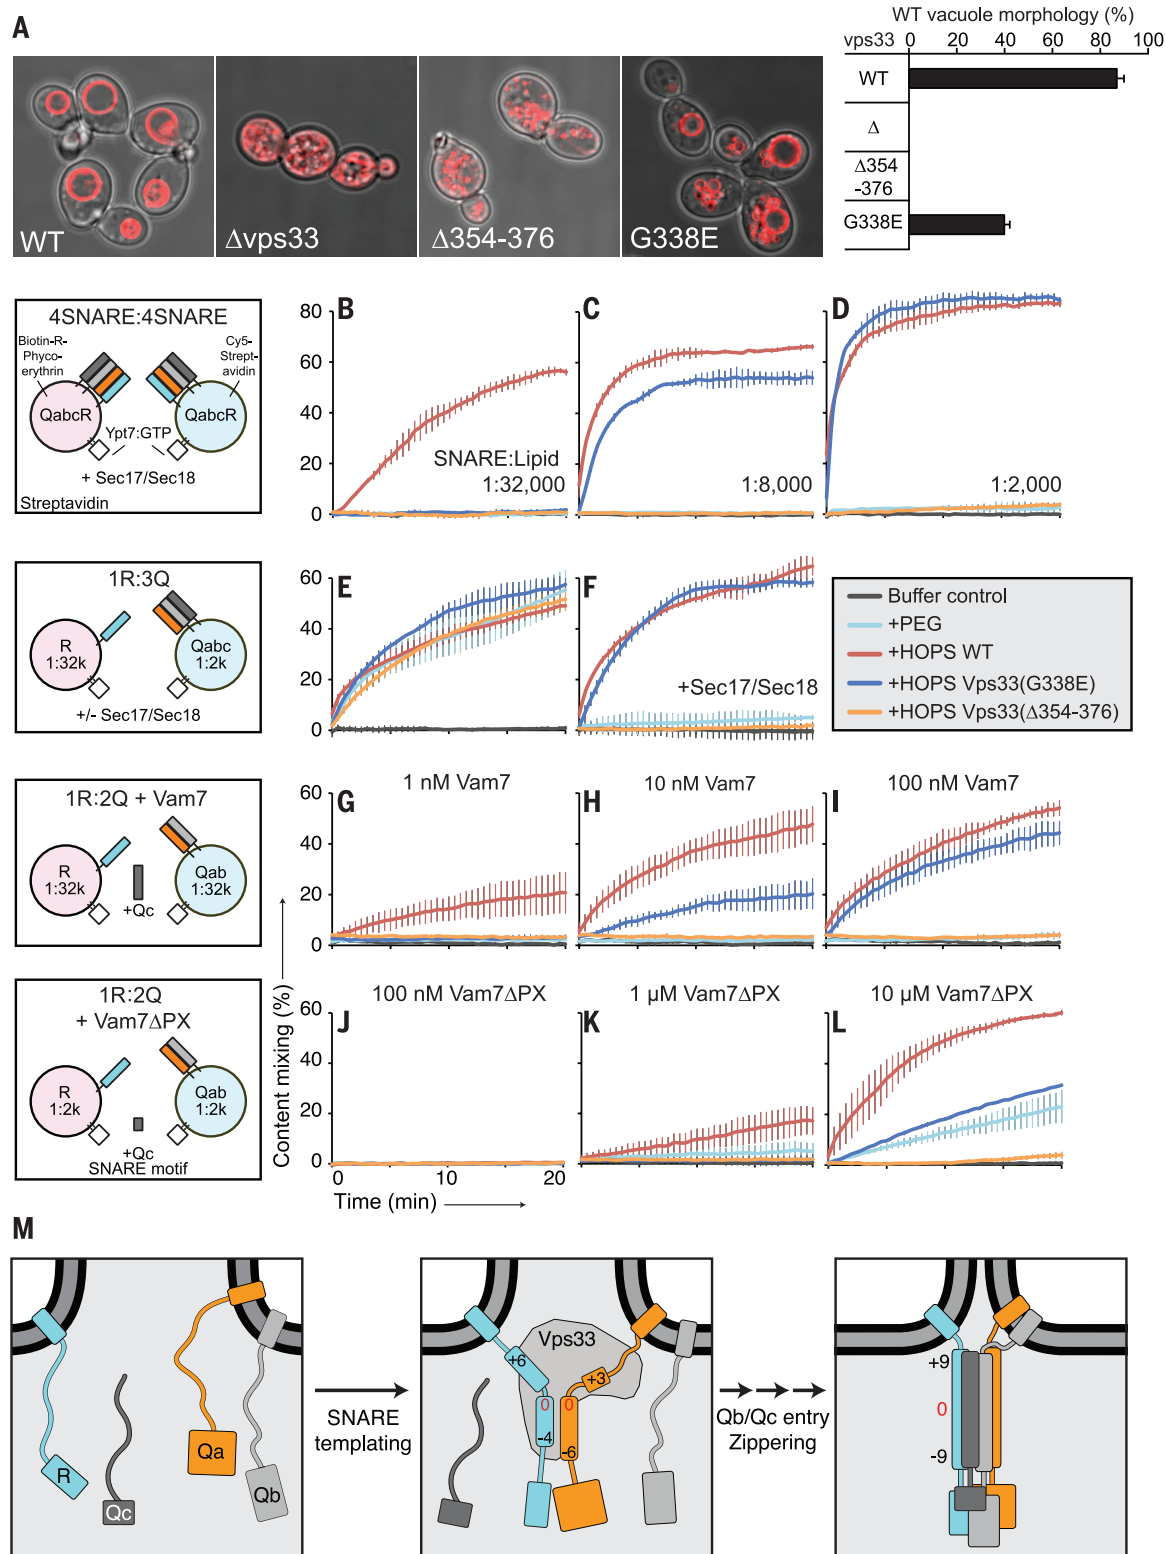 A
WT
Δvps33
Δ354-376
G338E
WT vacuole morphology (%)
vps33
0 20 40 60 80 100
WT
Δ
Δ354
-376
G338E
4SNARE:4SNARE
Biotin-R-
Phyco-
erythrin
Cy5-
Strept-
avidin
QabcR
QabcR
Ypt7:GTP
+ Sec17/Sec18
Streptavidin
B
80
60
40
20
0
SNARE:Lipid
1:32,000
C
1:8,000
D
1:2,000
1R:3Q
R
1:32k
Qabc
1:2k
+/- Sec17/Sec18
E
60
40
20
0
F
+Sec17/Sec18
Buffer control
+PEG
+HOPS WT
+HOPS Vps33(G338E)
+HOPS Vps33(Δ354-376)
1R:2Q + Vam7
R
1:32k
+Qc
Qab
1:32k
1 nM Vam7
G
60
40
20
0
10 nM Vam7
H
100 nM Vam7
I
1R:2Q
+ Vam7ΔPX
R
1:2k
Qab
1:2k
+Qc
SNARE motif
Content mixing (%)
100 nM Vam7ΔPX
J
60
40
20
0
0 10 20
Time (min)
1 µM Vam7ΔPX
K
10 µM Vam7ΔPX
L
M
R
Qc
Qa
Qb
SNARE
templating
Vps33
+6
+3
0
0
-4
-6
Qb/Qc entry
Zippering
+9
0
-9